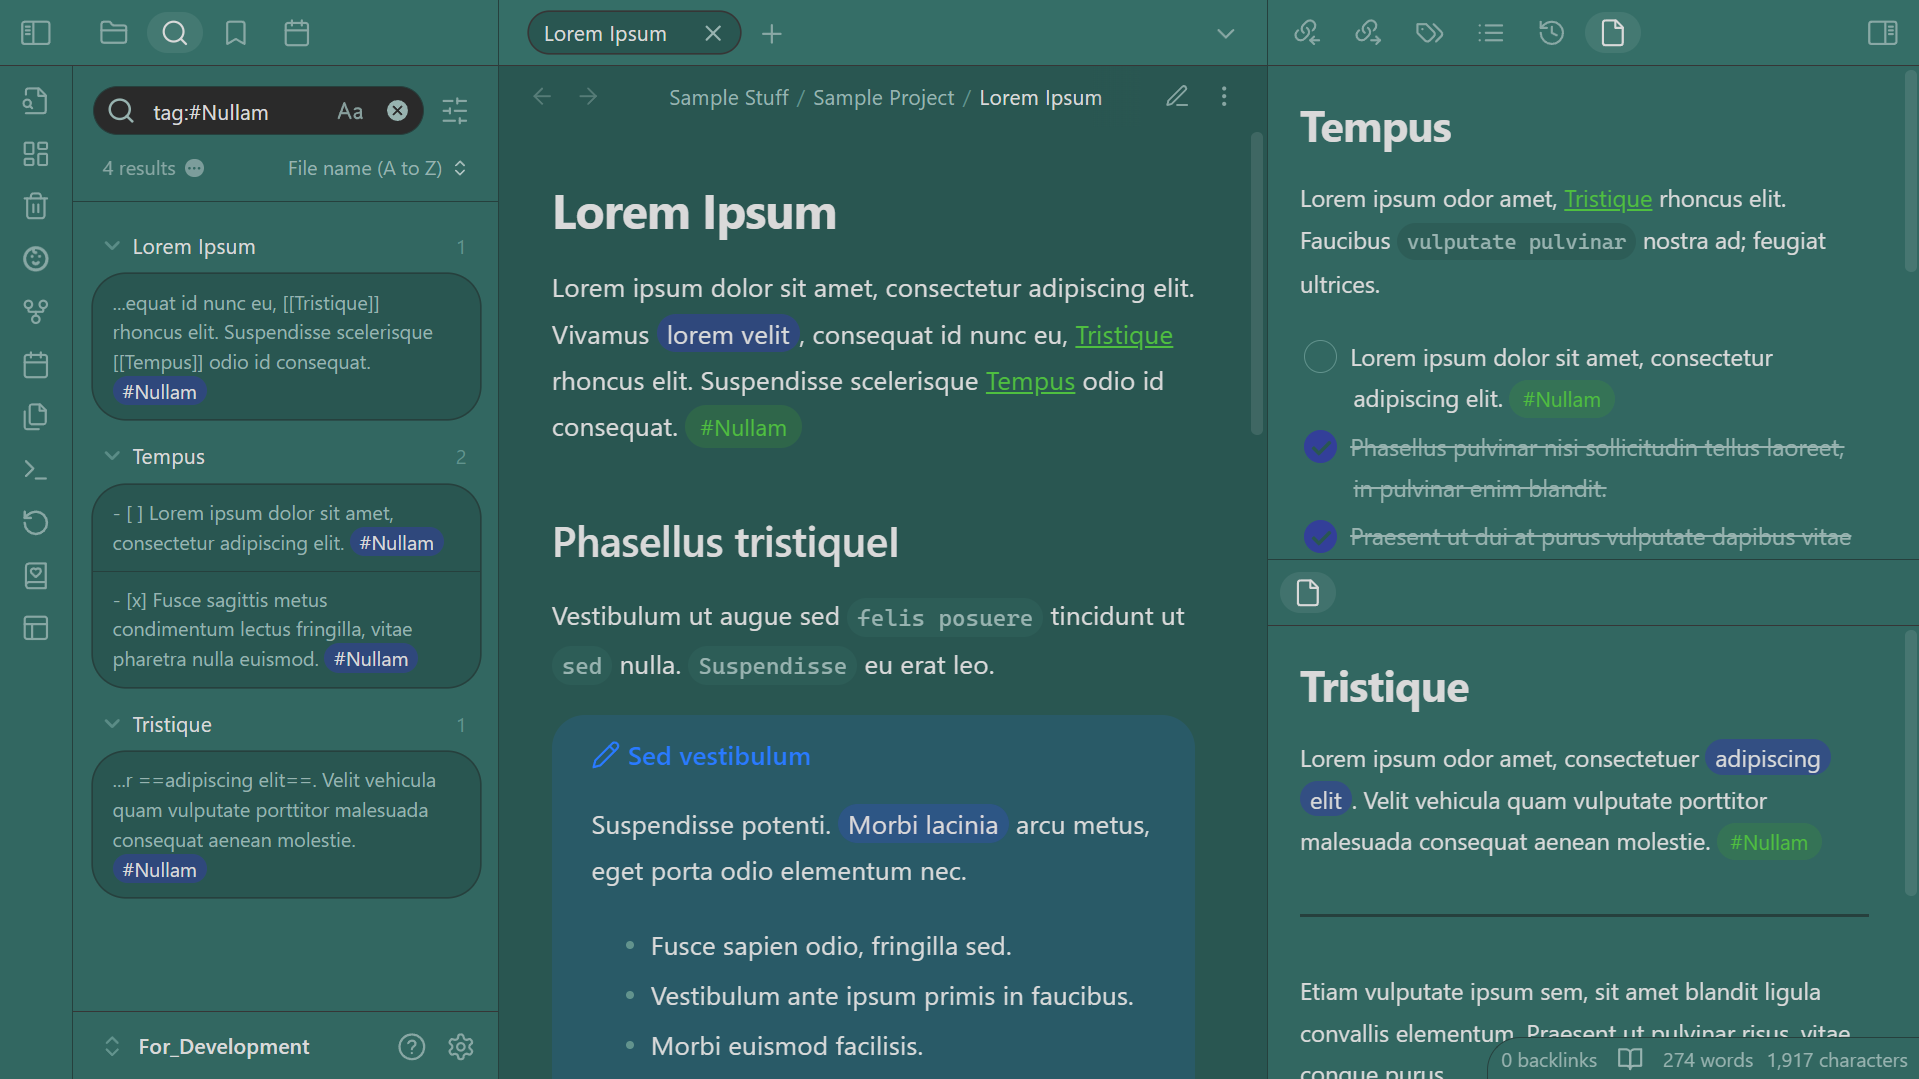 Lorem Ipsum
tag:#Nullam
Aa
4 results
File name (A to Z)
Lorem Ipsum
1
...equat id nunc eu, [[Tristique]]
rhoncus elit. Suspendisse scelerisque
[[Tempus]] odio id consequat.
#Nullam
Tempus
2
- [ ] Lorem ipsum dolor sit amet,
consectetur adipiscing elit. #Nullam
- [x] Fusce sagittis metus
condimentum lectus fringilla, vitae
pharetra nulla euismod. #Nullam
Tristique
1
...r ==adipiscing elit==. Velit vehicula
quam vulputate porttitor malesuada
consequat aenean molestie.
#Nullam
For_Development
Sample Stuff / Sample Project / Lorem Ipsum
Lorem Ipsum
Lorem ipsum dolor sit amet, consectetur adipiscing elit.
Vivamus lorem velit, consequat id nunc eu, Tristique
rhoncus elit. Suspendisse scelerisque Tempus odio id
consequat. #Nullam
Phasellus tristiquel
Vestibulum ut augue sed felis posuere tincidunt ut
sed nulla. Suspendisse eu erat leo.
Sed vestibulum
Suspendisse potenti. Morbi lacinia arcu metus,
eget porta odio elementum nec.
Fusce sapien odio, fringilla sed.
Vestibulum ante ipsum primis in faucibus.
Morbi euismod facilisis.
Tempus
Lorem ipsum odor amet, Tristique rhoncus elit.
Faucibus vulputate pulvinar nostra ad; feugiat
ultrices.
Lorem ipsum dolor sit amet, consectetur
adipiscing elit. #Nullam
Phasellus pulvinar nisi sollicitudin tellus laoreet,
in pulvinar enim blandit.
Praesent ut dui at purus vulputate dapibus vitae
Tristique
Lorem ipsum odor amet, consectetuer adipiscing
elit. Velit vehicula quam vulputate porttitor
malesuada consequat aenean molestie. #Nullam
Etiam vulputate ipsum sem, sit amet blandit ligula
convallis elementum. Praesent ut pulvinar risus, vitae
congue purus
0 backlinks
274 words
1,917 characters